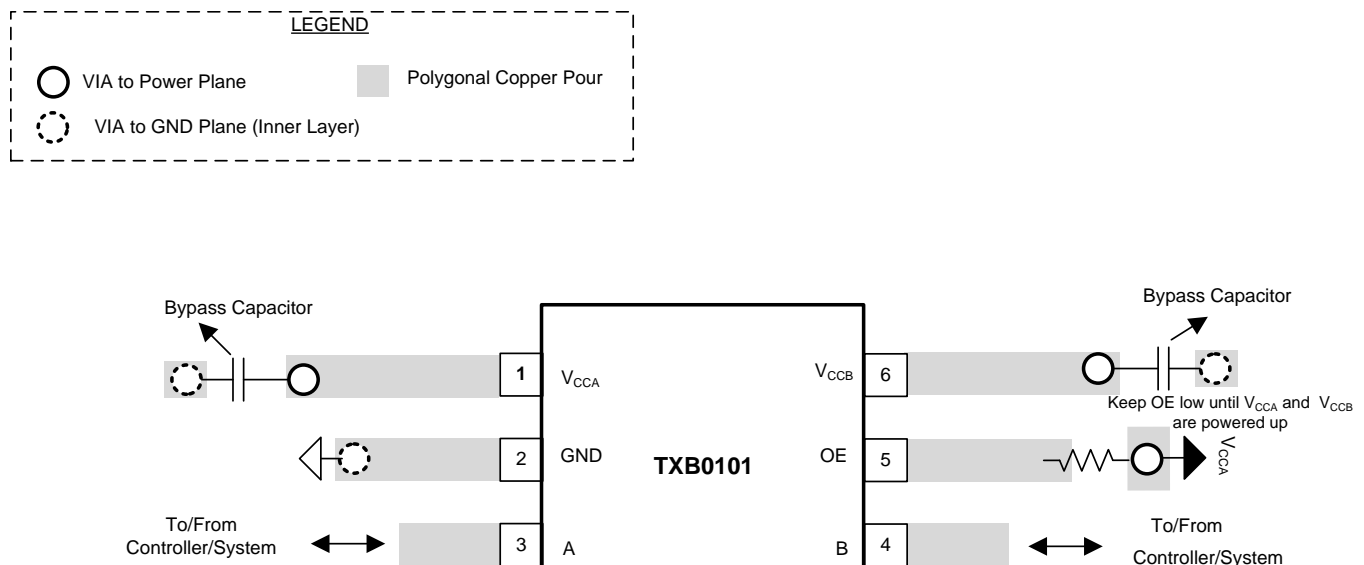 LEGEND
VIA to Power Plane
Polygonal Copper Pour
VIA to GND Plane (Inner Layer)
Bypass Capacitor
Bypass Capacitor
1
VCCA
VCCB
6
Keep OE low until VCCA and VCCB
are powered up
2
GND
TXB0101
OE
5
VCCA
To/From
Controller/System
3
A
B
4
To/From
Controller/System